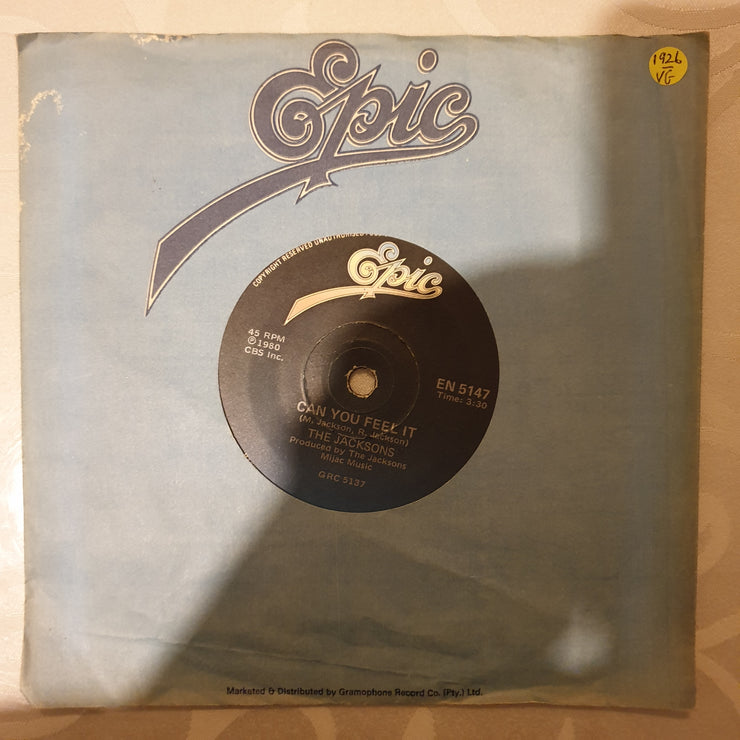 Epic
1926
VG
COPYRIGHT RESERVED UNAUTHORISED
Epic
45 RPM
℗ 1980
CBS Inc.
EN 5147
Time: 3:30
CAN YOU FEEL IT
(M. Jackson, R. Jackson)
THE JACKSONS
Produced by The Jacksons
Mijac Music
GRC 5137
Marketed & Distributed by Gramophone Record Co. (Pty.) Ltd.